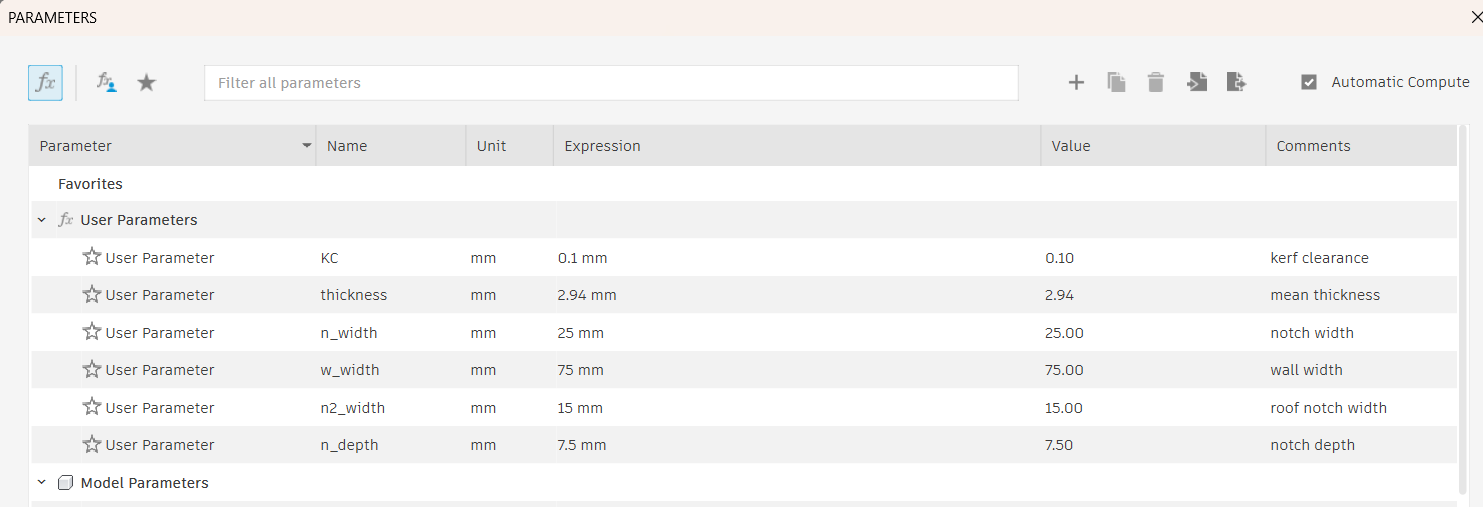 PARAMETERS
fx fx Filter all parameters Automatic Compute
Parameter Name Unit Expression Value Comments
Favorites
fx User Parameters
User Parameter KC mm 0.1 mm 0.10 kerf clearance
User Parameter thickness mm 2.94 mm 2.94 mean thickness
User Parameter n_width mm 25 mm 25.00 notch width
User Parameter w_width mm 75 mm 75.00 wall width
User Parameter n2_width mm 15 mm 15.00 roof notch width
User Parameter n_depth mm 7.5 mm 7.50 notch depth
Model Parameters